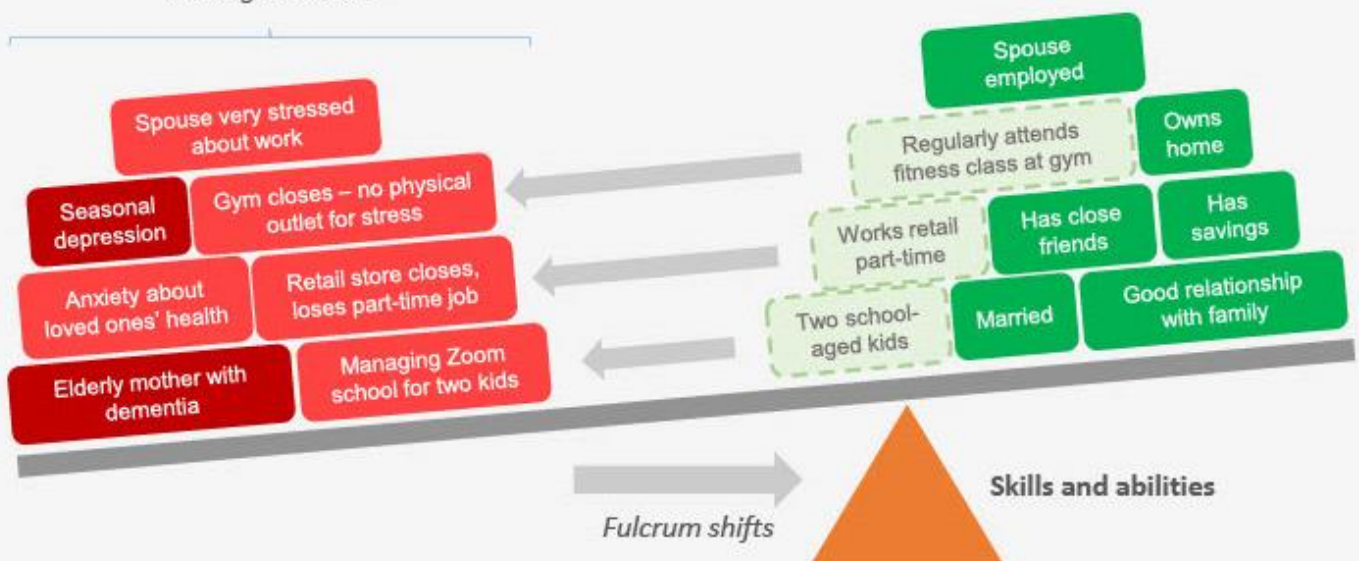 Spouse very stressed
about work
Seasonal
depression
Gym closes – no physical
outlet for stress
Anxiety about
loved ones' health
Retail store closes,
loses part-time job
Elderly mother with
dementia
Managing Zoom
school for two kids
Spouse
employed
Regularly attends
fitness class at gym
Owns
home
Works retail
part-time
Has close
friends
Has
savings
Two school-
aged kids
Married
Good relationship
with family
Fulcrum shifts
Skills and abilities